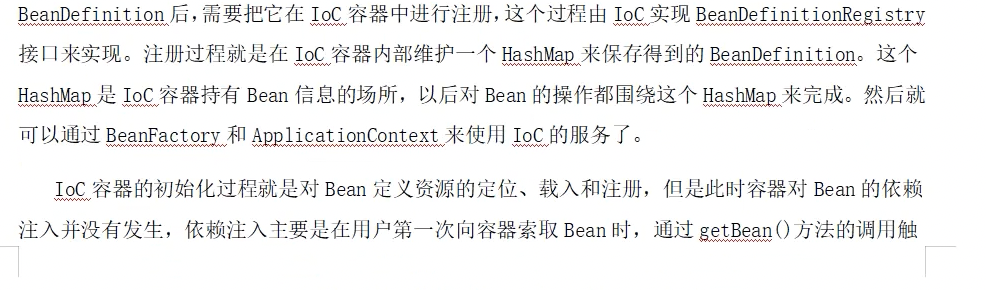 BeanDefinition 后,需要把它在 IoC 容器中进行注册,这个过程由 IoC 实现 BeanDefinitionRegistry
接口来实现。注册过程就是在 IoC 容器内部维护一个 HashMap 来保存得到的 BeanDefinition。这个
HashMap 是 IoC 容器持有 Bean 信息的场所，以后对 Bean 的操作都围绕这个 HashMap 来完成。然后就
可以通过 BeanFactory 和 ApplicationContext 来使用 IoC 的服务了。
IoC 容器的初始化过程就是对 Bean 定义资源的定位、载入和注册，但是此时容器对 Bean 的依赖
注入并没有发生，依赖注入主要是在用户第一次向容器索取 Bean 时，通过 getBean()方法的调用触